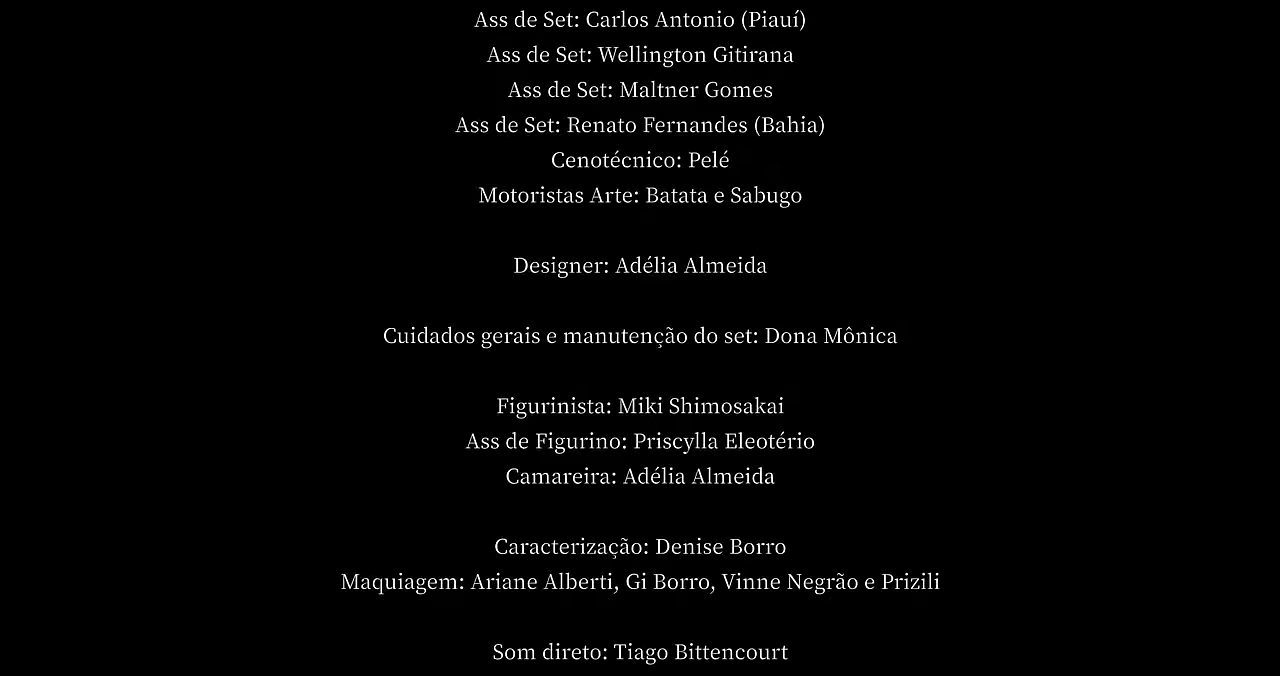 Ass de Set: Carlos Antonio (Piauí)
Ass de Set: Wellington Gitirana
Ass de Set: Maltner Gomes
Ass de Set: Renato Fernandes (Bahia)
Cenotécnico: Pelé
Motoristas Arte: Batata e Sabugo
Designer: Adélia Almeida
Cuidados gerais e manutenção do set: Dona Mônica
Figurinista: Miki Shimosakai
Ass de Figurino: Priscylla Eleotério
Camareira: Adélia Almeida
Caracterização: Denise Borro
Maquiagem: Ariane Alberti, Gi Borro, Vinne Negrão e Prizili
Som direto: Tiago Bittencourt